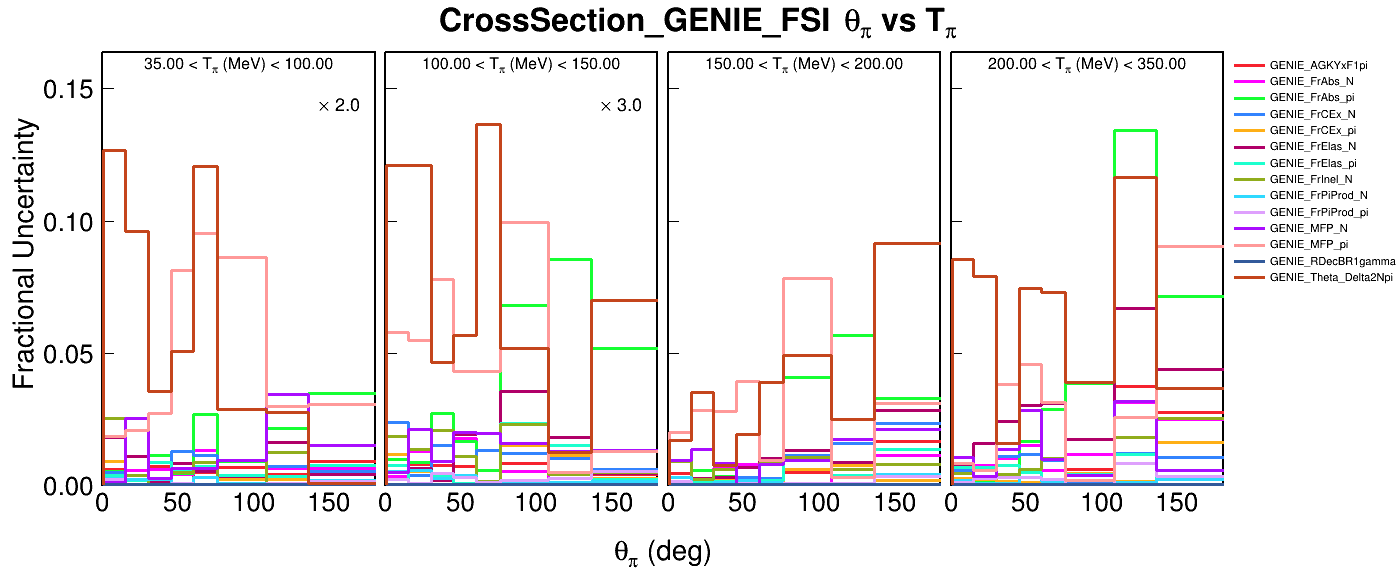 CrossSection_GENIE_FSI θπ vs Tπ
35.00 < Tπ (MeV) < 100.00
100.00 < Tπ (MeV) < 150.00
150.00 < Tπ (MeV) < 200.00
200.00 < Tπ (MeV) < 350.00
× 2.0
× 3.0
Fractional Uncertainty
0.15
0.10
0.05
0.00
0 50 100 150
0 50 100 150
0 50 100 150
0 50 100 150
θπ (deg)
GENIE_AGKYxF1pi
GENIE_FrAbs_N
GENIE_FrAbs_pi
GENIE_FrCEx_N
GENIE_FrCEx_pi
GENIE_FrElas_N
GENIE_FrElas_pi
GENIE_FrInel_N
GENIE_FrPiProd_N
GENIE_FrPiProd_pi
GENIE_MFP_N
GENIE_MFP_pi
GENIE_RDecBR1gamma
GENIE_Theta_Delta2Npi